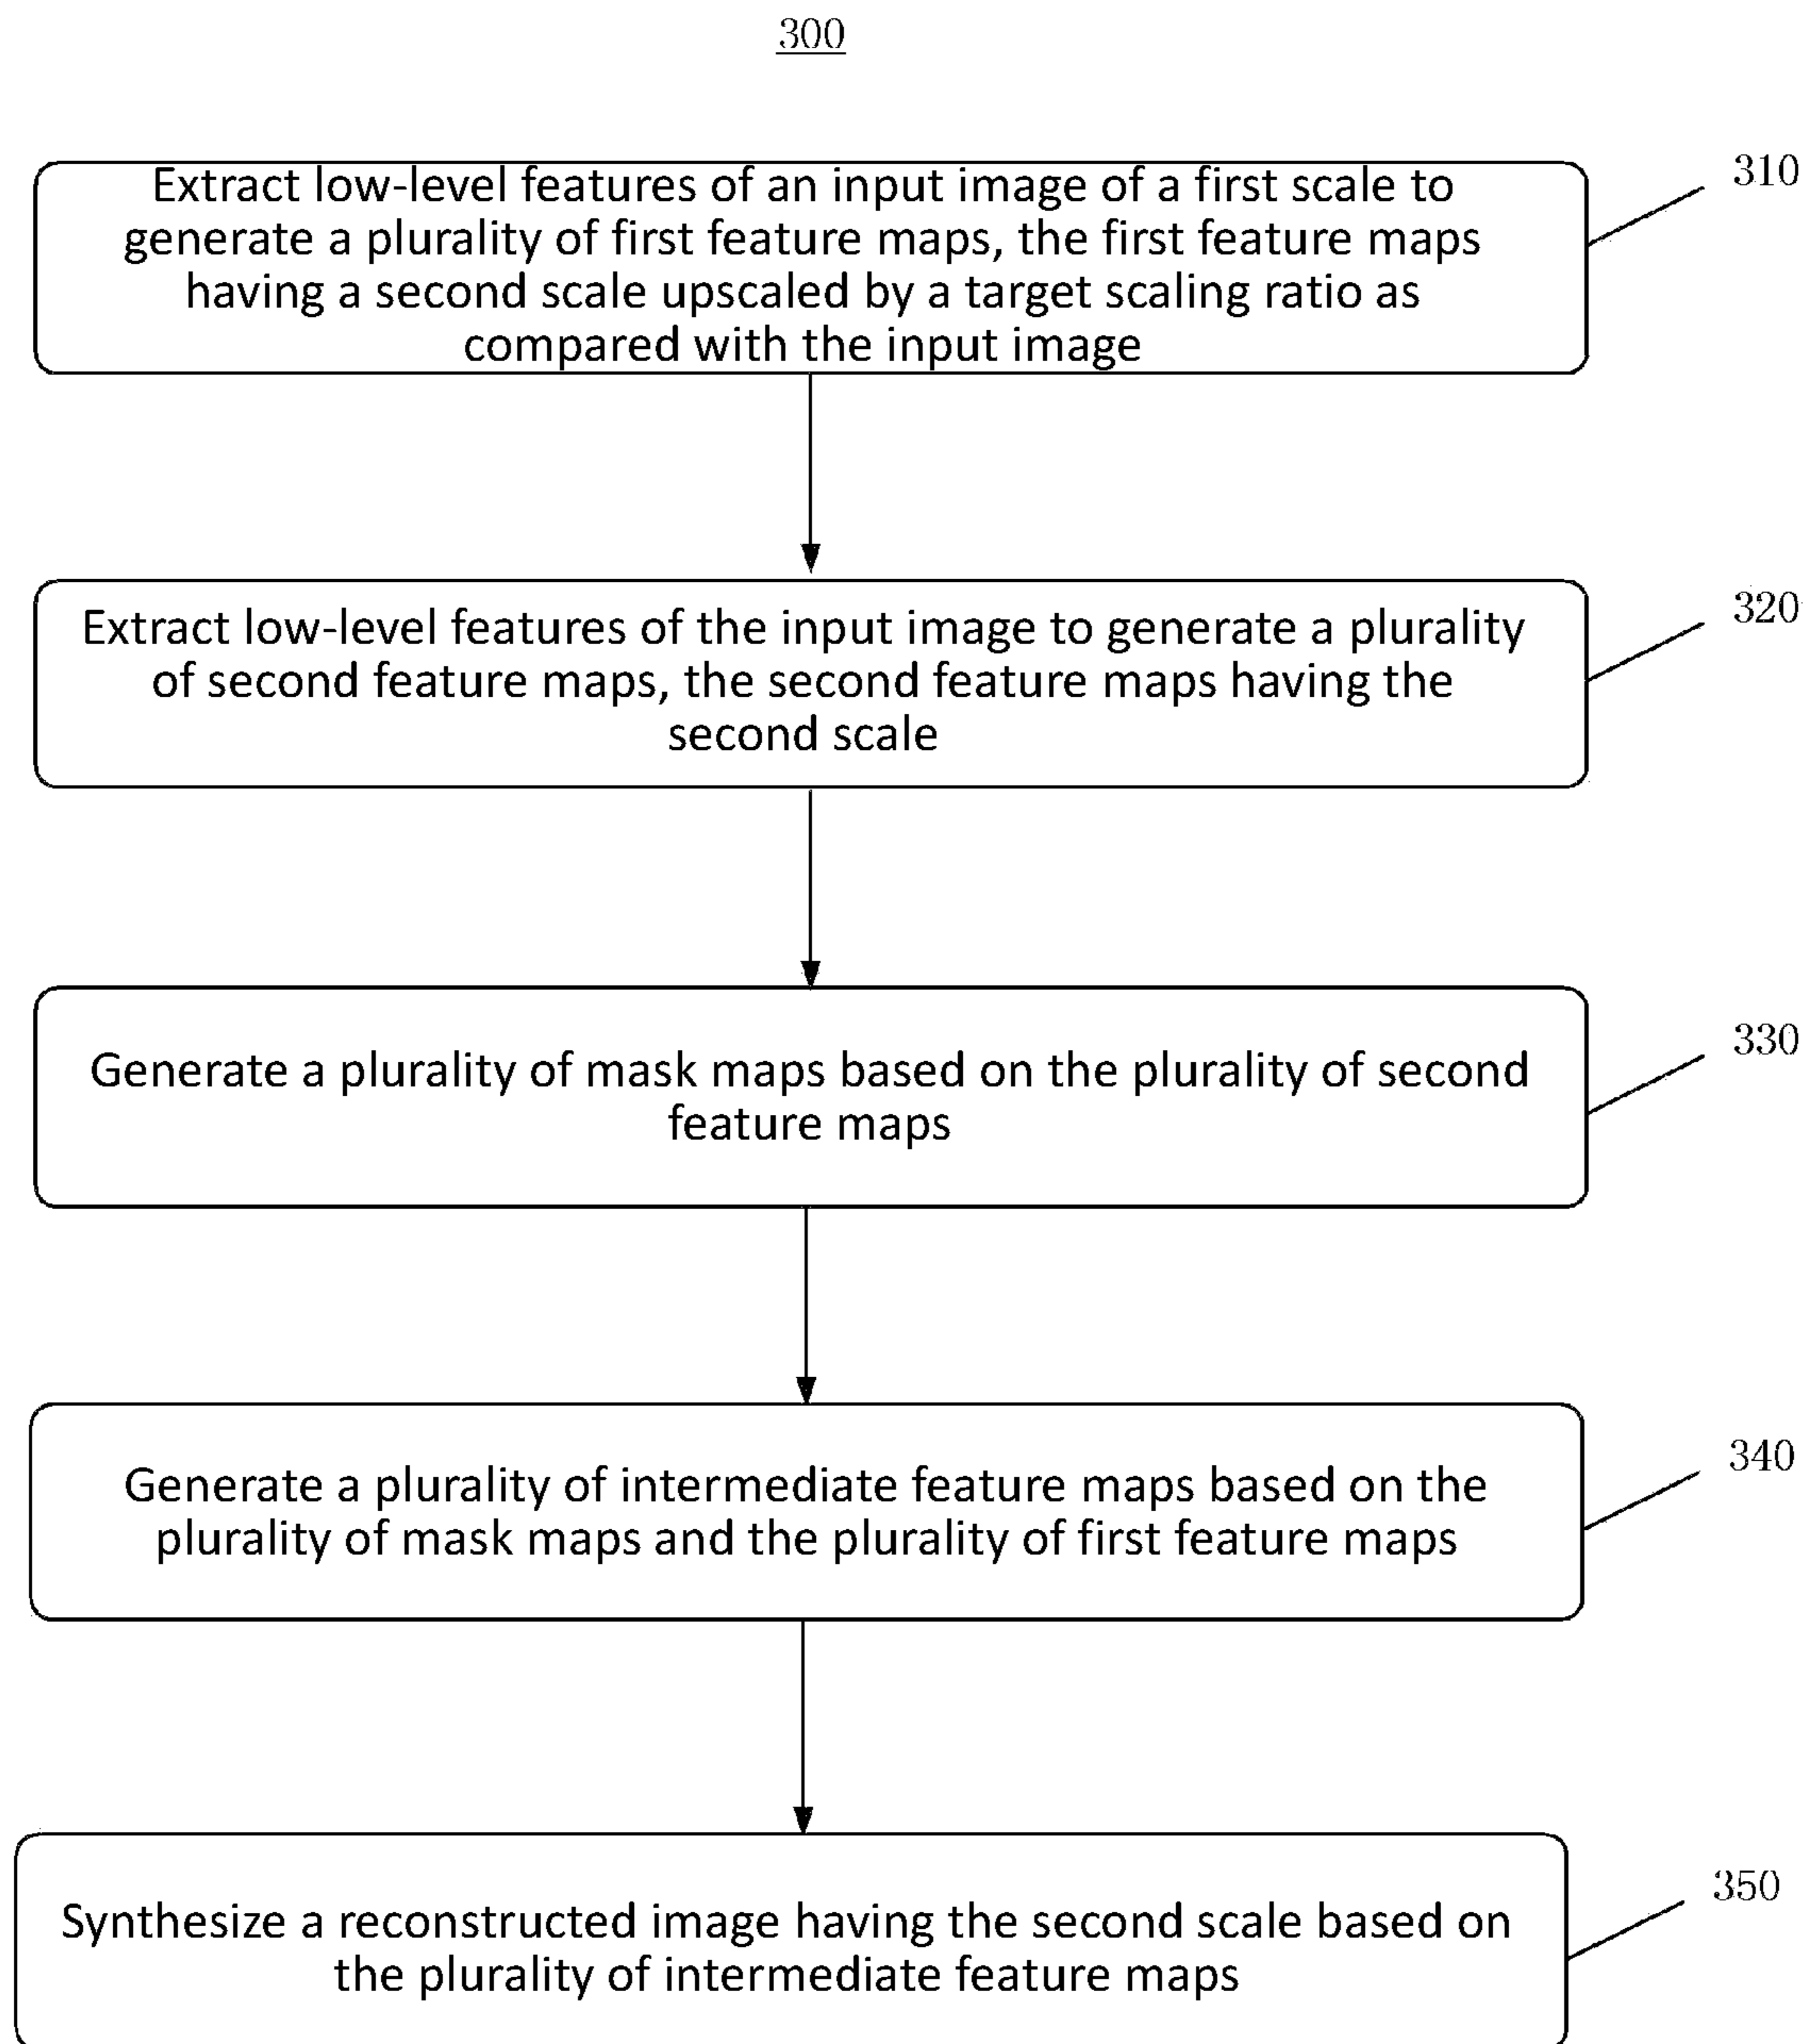 300
310
Extract low-level features of an input image of a first scale to
generate a plurality of first feature maps, the first feature maps
having a second scale upscaled by a target scaling ratio as
compared with the input image
320
Extract low-level features of the input image to generate a plurality
of second feature maps, the second feature maps having the
second scale
330
Generate a plurality of mask maps based on the plurality of second
feature maps
340
Generate a plurality of intermediate feature maps based on the
plurality of mask maps and the plurality of first feature maps
350
Synthesize a reconstructed image having the second scale based on
the plurality of intermediate feature maps